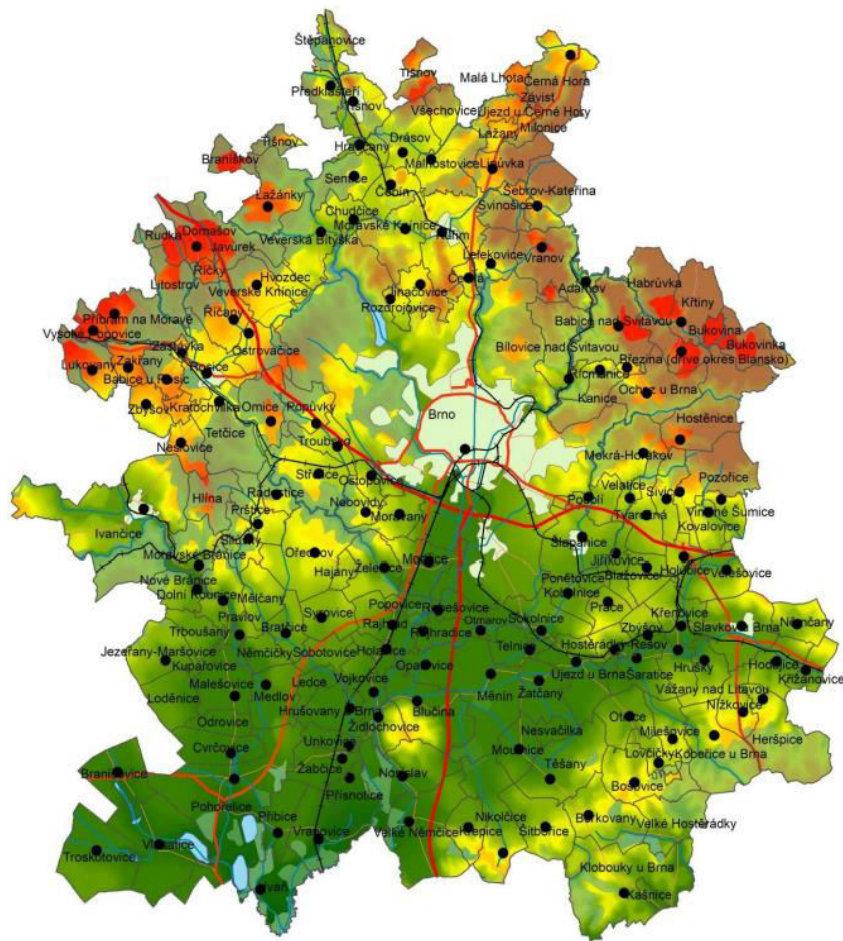 Štěpánovice
Tišnov
Malá Lhota
Černá Hora
Předklášteří
Závist
Tišnov
Všechovice
Újezd u Černé Hory
Milonice
Lažany
Tišnov
Drásov
Hradčany
Braníškov
Malhostovice
Lipůvka
Sentice
Čebín
Šebrov-Kateřina
Lažánky
Svinošice
Chudčice
Moravské Knínice
Kuřim
Domašov
Rudka
Veverská Bítýška
Javůrek
Lelekovice
Vranov
Říčky
Hvozdec
Česká
Litostrov
Adamov
Habrůvka
Veverské Knínice
Jinačovice
Křtiny
Rozdrojovice
Babice nad Svitavou
Příbram na Moravě
Říčany
Bukovina
Vysoké Popovice
Bukovinka
Zastávka
Ostrovačice
Bílovice nad Svitavou
Březina (dříve okres Blansko)
Zakřany
Rosice
Lukovany
Řícmanice
Babice u Rosic
Kanice
Ochoz u Brna
Zbýšov
Kratochvilka
Omice
Popůvky
Brno
Hostěnice
Tetčice
Troubsko
Neslovice
Mokrá-Horákov
Střelice
Ostopovice
Pozořice
Hlína
Radostice
Velatice
Sivice
Nebovidy
Podolí
Prštice
Moravany
Tvarožná
Viničné Šumice
Ivančice
Kovalovice
Silůvky
Šlapanice
Moravské Bránice
Ořechov
Modřice
Jiříkovice
Holubice
Hajany
Želešice
Blažovice
Velešovice
Nové Bránice
Ponětovice
Dolní Kounice
Kobylnice
Mělčany
Prace
Popovice
Rebešovice
Syrovice
Křenovice
Otmarov
Sokolnice
Pravlov
Rajhrad
Zbýšov
Slavkov u Brna
Němčany
Trboušany
Bratčice
Rajhradice
Hostěrádky-Rešov
Jezeřany-Maršovice
Němčičky
Sobotovice
Holasice
Telnice
Kupařovice
Opatovice
Újezd u Brna
Šaratice
Hrušky
Hodějice
Křižanovice
Malešovice
Ledce
Vojkovice
Medlov
Měnín
Žatčany
Vážany nad Litavou
Loděnice
Hrušovany u Brna
Blučina
Nížkovice
Odrovice
Židlochovice
Otnice
Nesvačilka
Milešovice
Heršpice
Cvrčovice
Unkovice
Moutnice
Lovčičky
Kobeřice u Brna
Žabčice
Nosislav
Branišovice
Těšany
Přísnotice
Bošovice
Pohořelice
Přibice
Nikolčice
Borkovany
Velké Hostěrádky
Vranovice
Velké Němčice
Křepice
Šitbořice
Vlasatice
Troskotovice
Klobouky u Brna
Ivaň
Kašnice